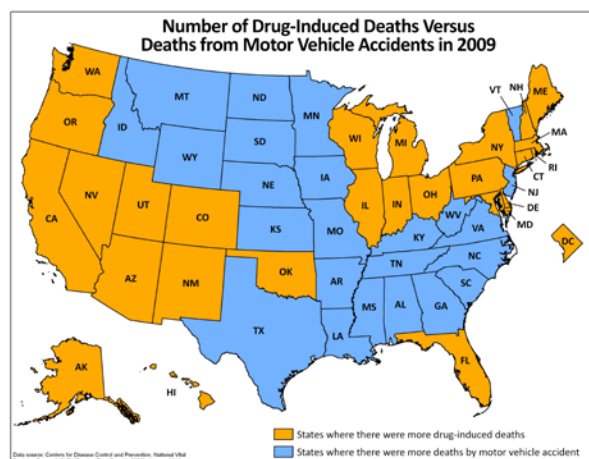 Number of Drug-Induced Deaths Versus
Deaths from Motor Vehicle Accidents in 2009
WA
MT
ND
MN
VT
NH
ME
OR
ID
SD
WI
MI
NY
MA
WY
RI
CT
IA
PA
NJ
NE
OH
DE
NV
IL
IN
MD
UT
CO
WV
VA
CA
KS
MO
KY
DC
NC
TN
OK
AZ
NM
AR
SC
MS
AL
GA
TX
LA
FL
AK
HI
States where there were more drug-induced deaths
States where there were more deaths by motor vehicle accident
Data source: Centers for Disease Control and Prevention, National Vital